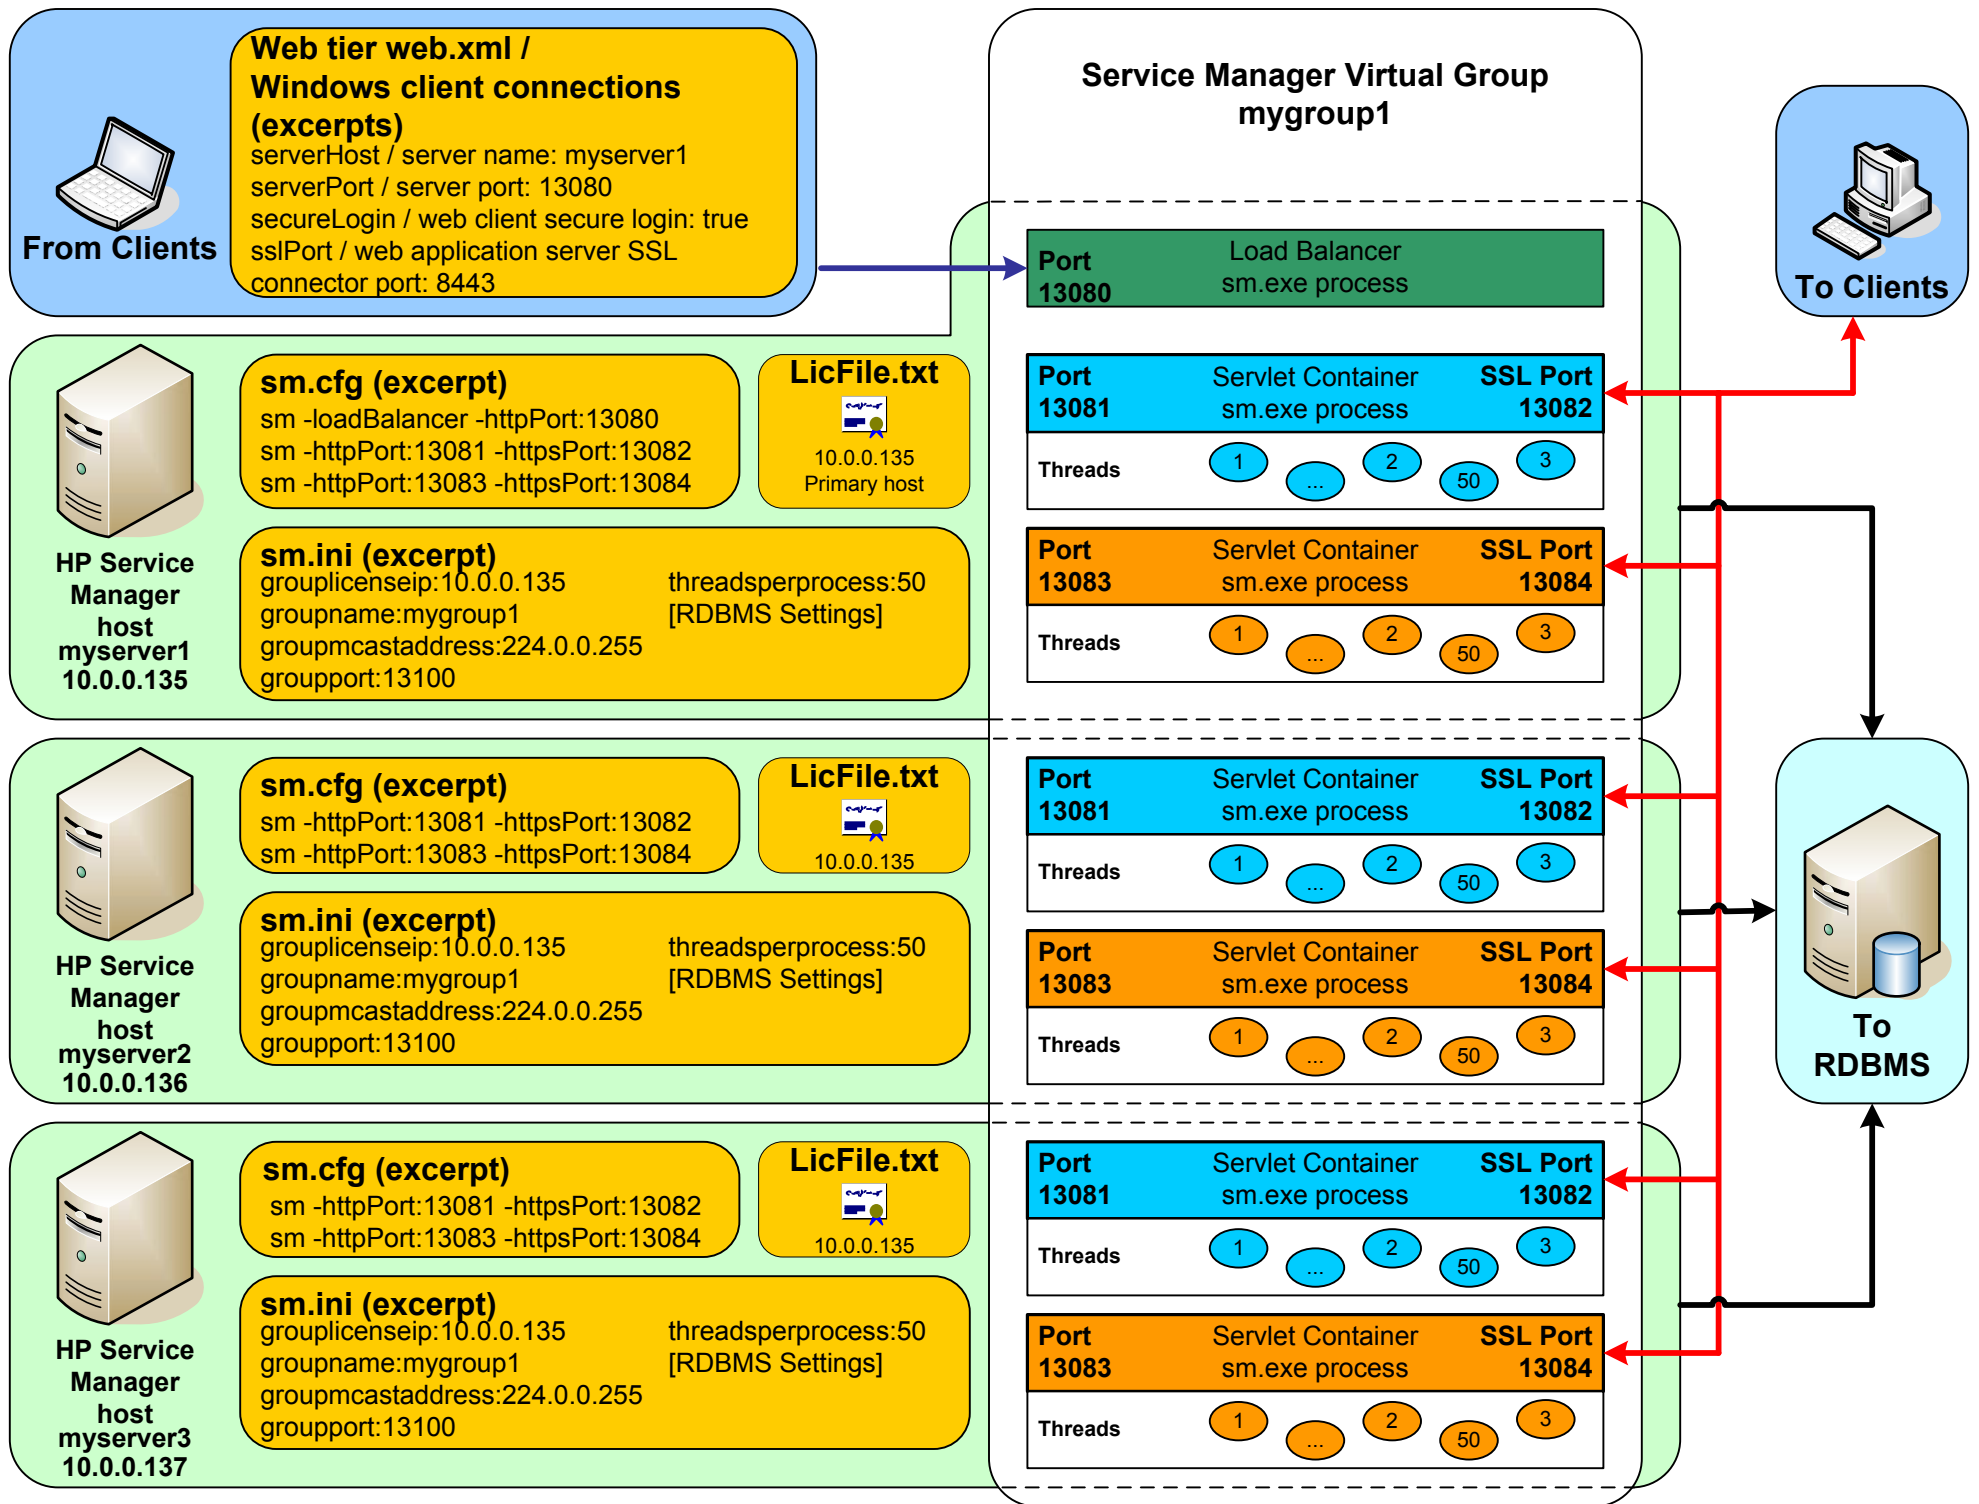 Web tier web.xml /
Windows client connections
(excerpts)
serverHost / server name: myserver1
serverPort / server port: 13080
secureLogin / web client secure login: true
sslPort / web application server SSL
connector port: 8443
From Clients
Service Manager Virtual Group
mygroup1
To Clients
Port
13080
Load Balancer
sm.exe process
HP Service
Manager
host
myserver1
10.0.0.135
sm.cfg (excerpt)
sm -loadBalancer -httpPort:13080
sm -httpPort:13081 -httpsPort:13082
sm -httpPort:13083 -httpsPort:13084
LicFile.txt
10.0.0.135
Primary host
sm.ini (excerpt)
grouplicenseip:10.0.0.135
groupname:mygroup1
groupmcastaddress:224.0.0.255
groupport:13100
threadsperprocess:50
[RDBMS Settings]
Port
13081
Servlet Container
sm.exe process
SSL Port
13082
Threads
1
...
2
50
3
Port
13083
Servlet Container
sm.exe process
SSL Port
13084
Threads
1
...
2
50
3
HP Service
Manager
host
myserver2
10.0.0.136
sm.cfg (excerpt)
sm -httpPort:13081 -httpsPort:13082
sm -httpPort:13083 -httpsPort:13084
LicFile.txt
10.0.0.135
sm.ini (excerpt)
grouplicenseip:10.0.0.135
groupname:mygroup1
groupmcastaddress:224.0.0.255
groupport:13100
threadsperprocess:50
[RDBMS Settings]
Port
13081
Servlet Container
sm.exe process
SSL Port
13082
Threads
1
...
2
50
3
Port
13083
Servlet Container
sm.exe process
SSL Port
13084
Threads
1
...
2
50
3
To
RDBMS
HP Service
Manager
host
myserver3
10.0.0.137
sm.cfg (excerpt)
sm -httpPort:13081 -httpsPort:13082
sm -httpPort:13083 -httpsPort:13084
LicFile.txt
10.0.0.135
sm.ini (excerpt)
grouplicenseip:10.0.0.135
groupname:mygroup1
groupmcastaddress:224.0.0.255
groupport:13100
threadsperprocess:50
[RDBMS Settings]
Port
13081
Servlet Container
sm.exe process
SSL Port
13082
Threads
1
...
2
50
3
Port
13083
Servlet Container
sm.exe process
SSL Port
13084
Threads
1
...
2
50
3